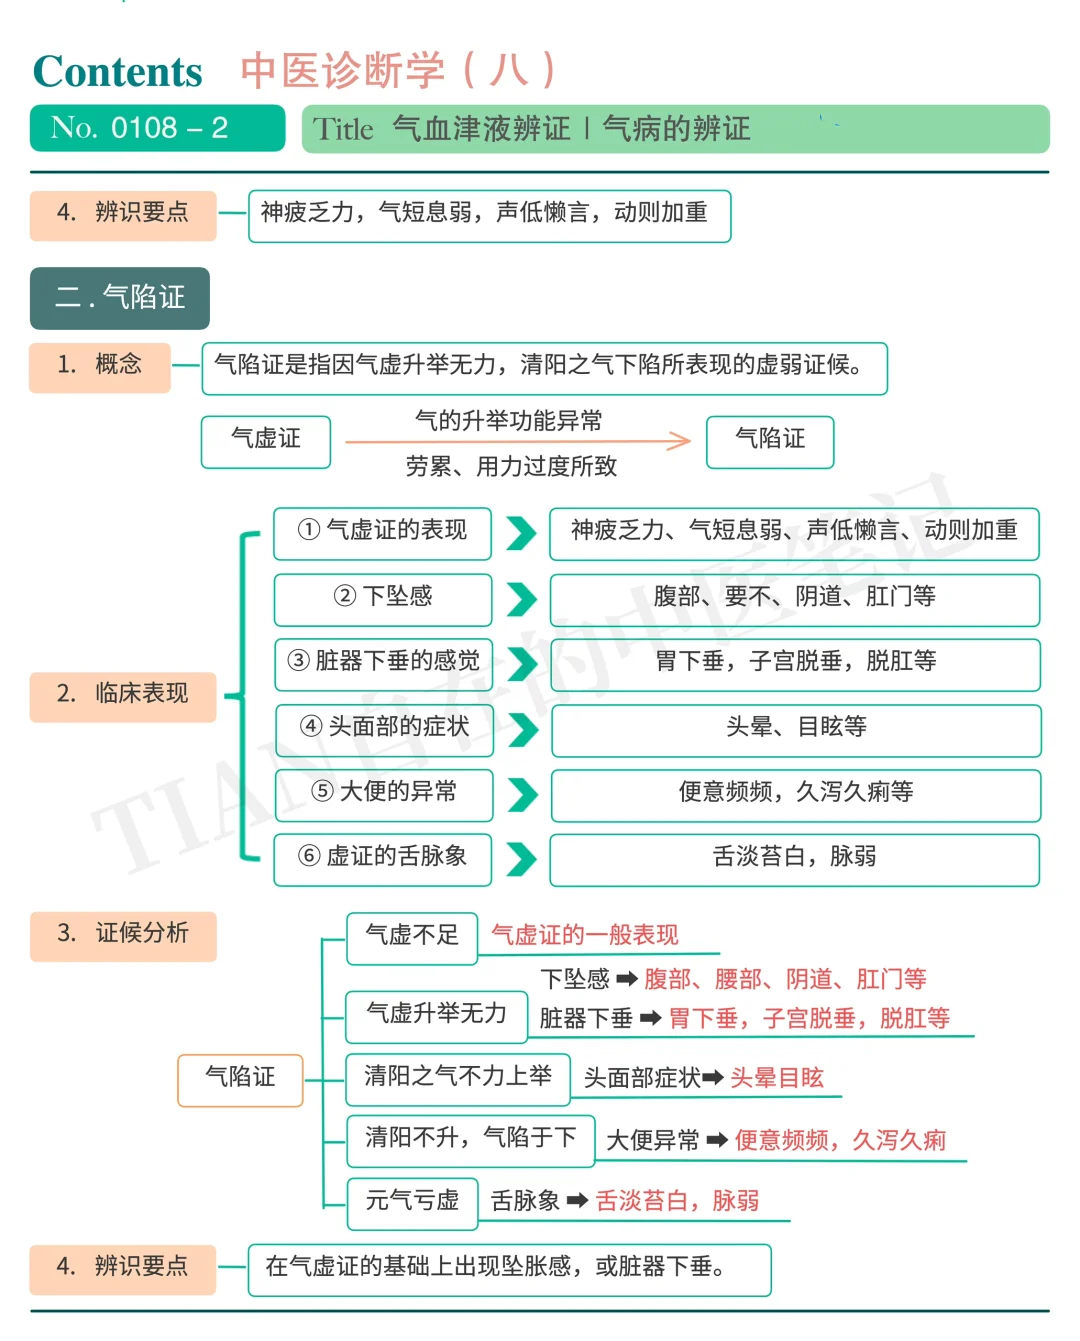 Contents 中医诊断学（八）
No. 0108 – 2 Title 气血津液辨证 | 气病的辨证
4. 辨识要点 神疲乏力，气短息弱，声低懒言，动则加重
二 . 气陷证
1. 概念 气陷证是指因气虚升举无力，清阳之气下陷所表现的虚弱证候。
气的升举功能异常
气虚证 气陷证
劳累、用力过度所致
① 气虚证的表现 神疲乏力、气短息弱、声低懒言、动则加重
② 下坠感 腹部、要不、阴道、肛门等
③ 脏器下垂的感觉 胃下垂，子宫脱垂，脱肛等
2. 临床表现
④ 头面部的症状 头晕、目眩等
⑤ 大便的异常 便意频频，久泻久痢等
⑥ 虚证的舌脉象 舌淡苔白，脉弱
TIAN自在的中医笔记
3. 证候分析
气虚不足 气虚证的一般表现
下坠感 ➡ 腹部、腰部、阴道、肛门等
气虚升举无力 脏器下垂 ➡ 胃下垂，子宫脱垂，脱肛等
气陷证 清阳之气不力上举 头面部症状➡ 头晕目眩
清阳不升，气陷于下 大便异常 ➡ 便意频频，久泻久痢
元气亏虚 舌脉象 ➡ 舌淡苔白，脉弱
4. 辨识要点 在气虚证的基础上出现坠胀感，或脏器下垂。